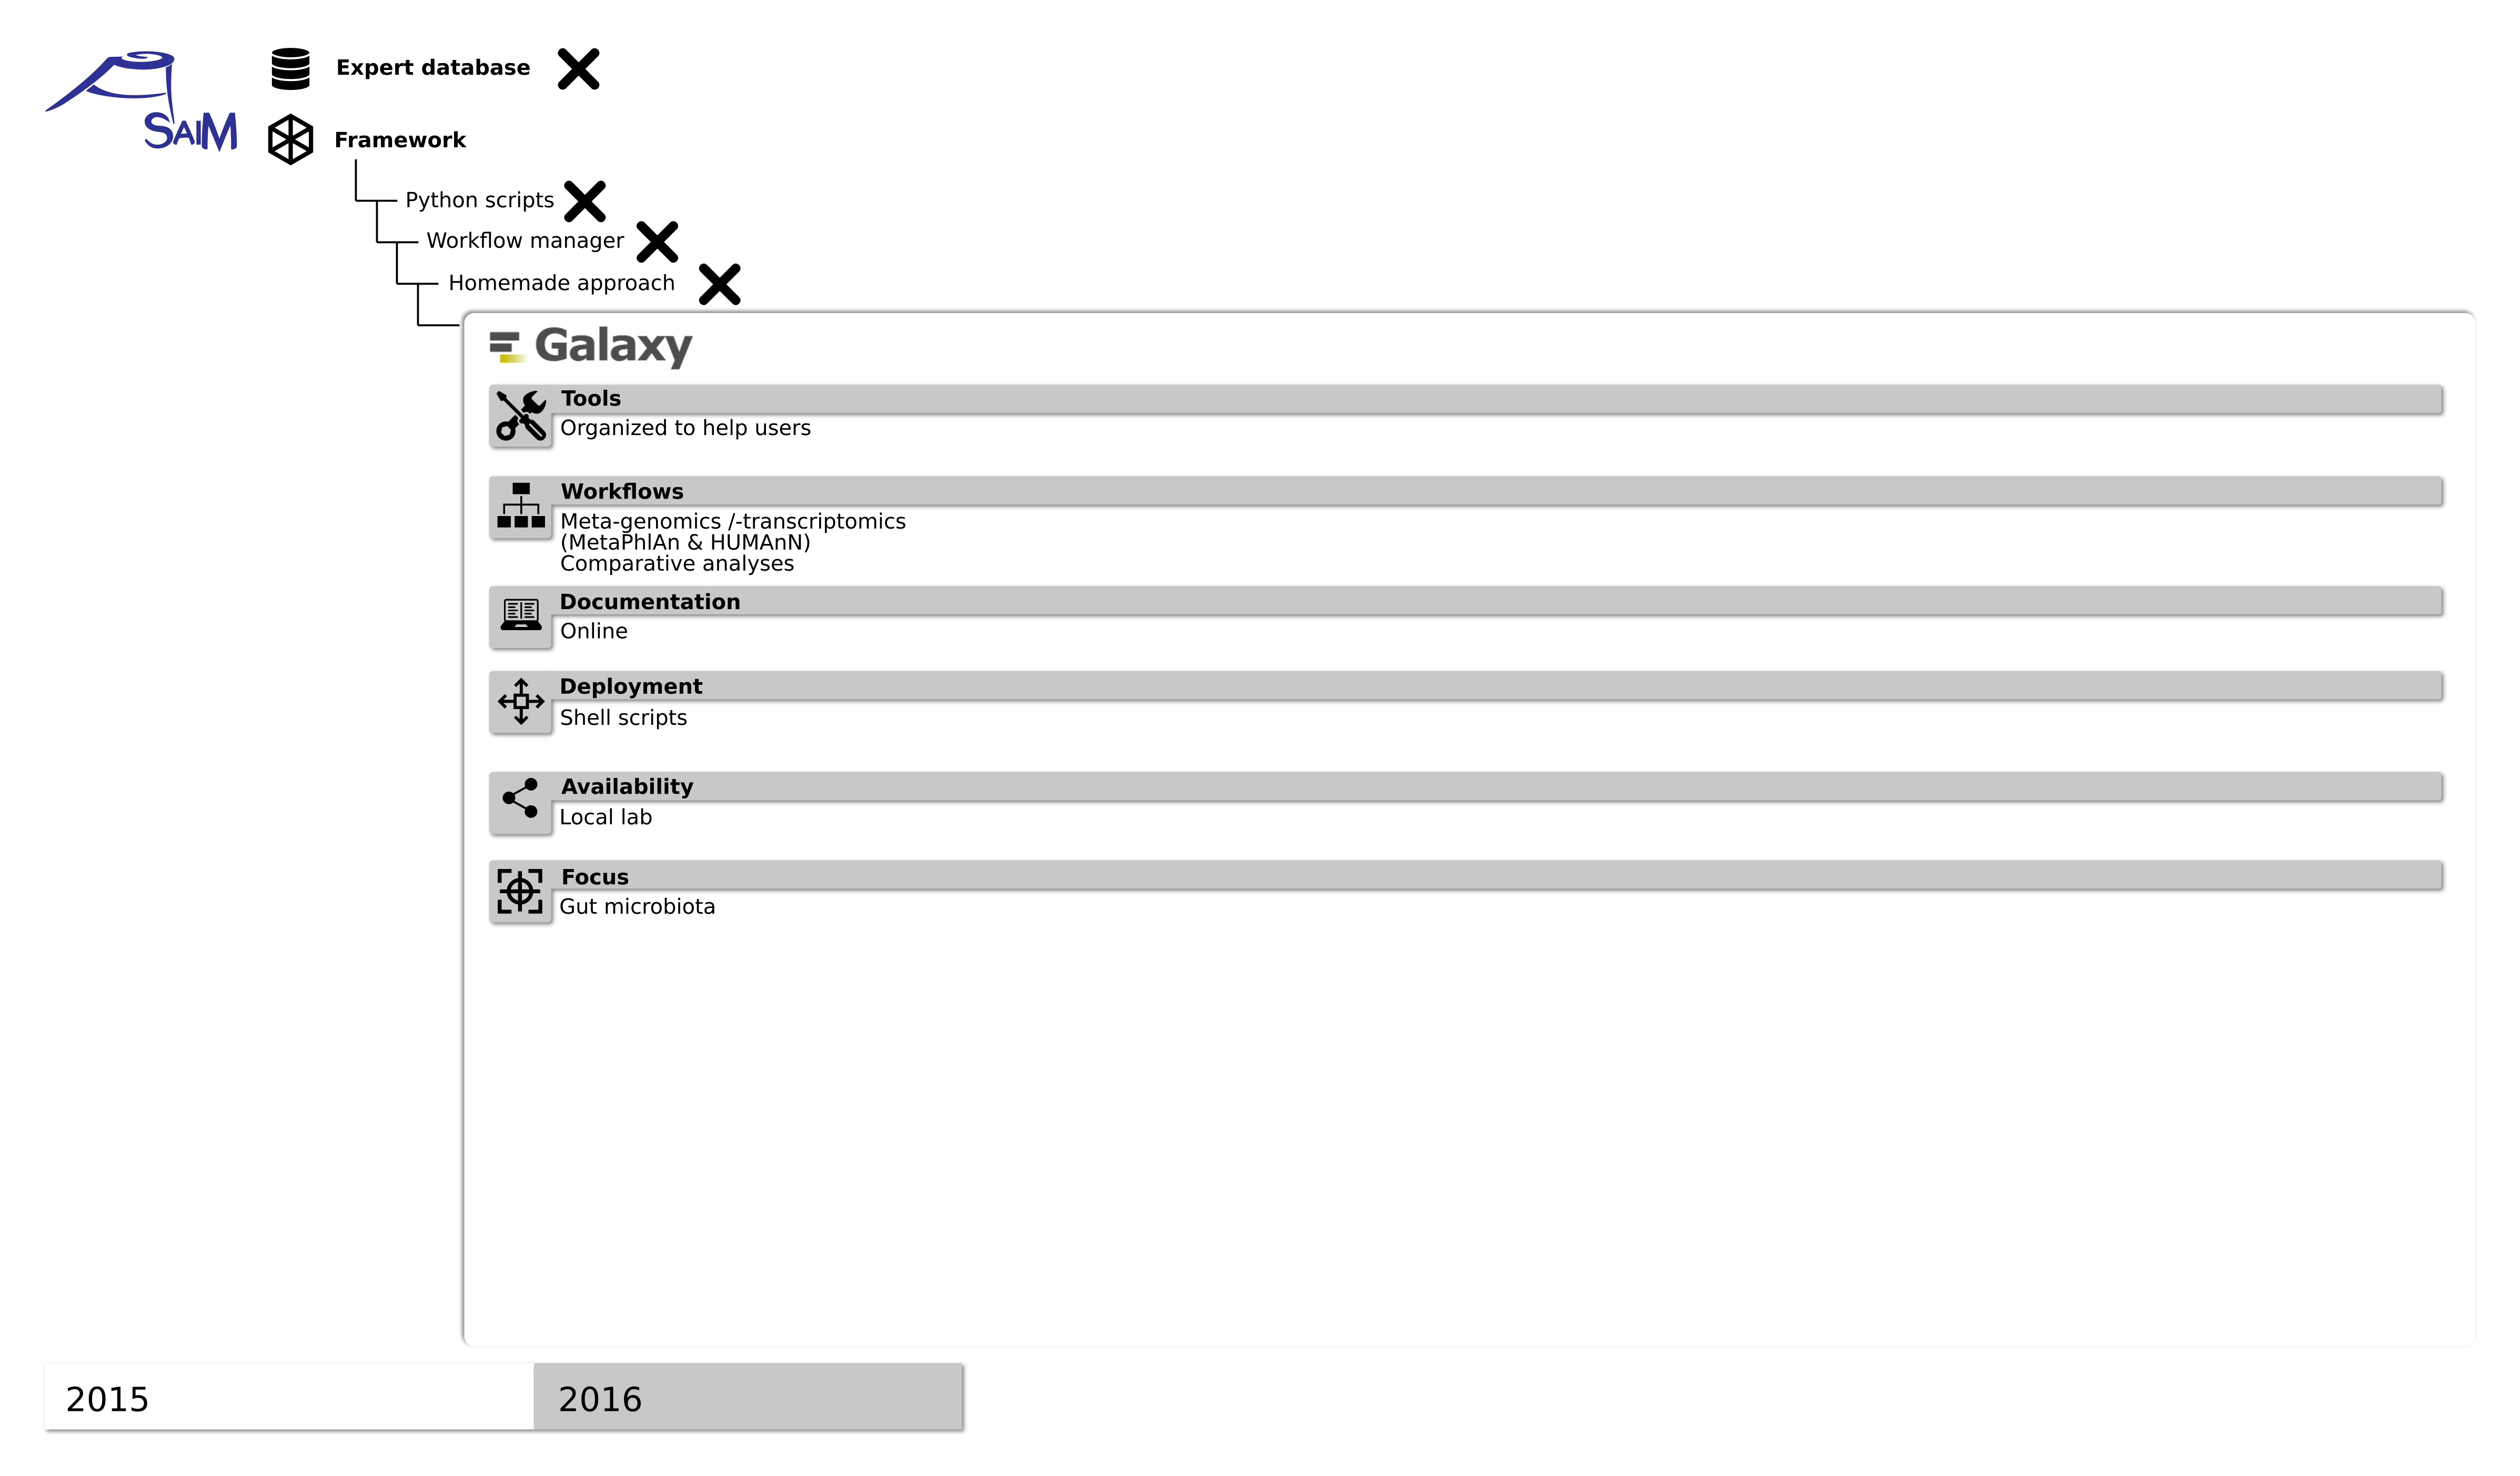 SAIM
Expert database
Framework
Python scripts
Workflow manager
Homemade approach
Galaxy
Tools
Organized to help users
Workflows
Meta-genomics /-transcriptomics
(MetaPhlAn & HUMAnN)
Comparative analyses
Documentation
Online
Deployment
Shell scripts
Availability
Local lab
Focus
Gut microbiota
2015
2016